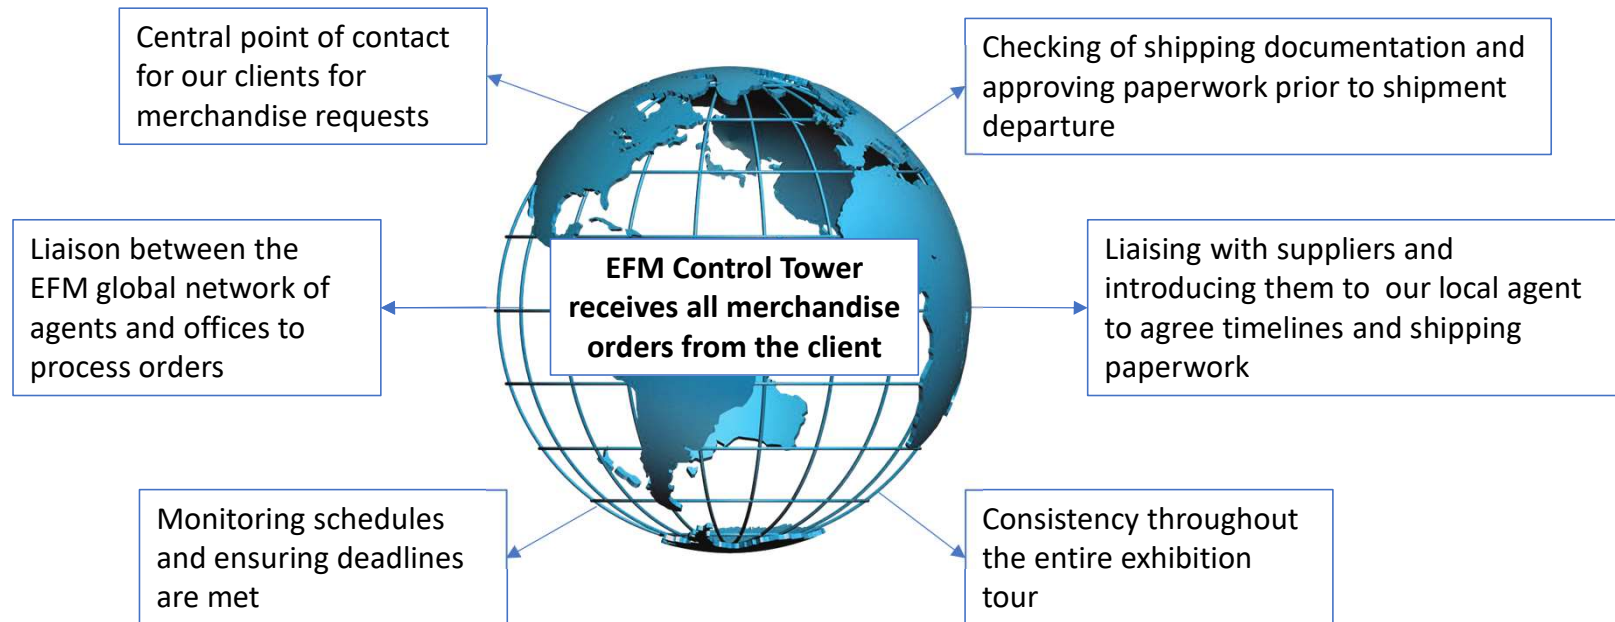 Central point of contact
for our clients for
merchandise requests
Checking of shipping documentation and
approving paperwork prior to shipment
departure
Liaison between the
EFM global network of
agents and offices to
process orders
EFM Control Tower
receives all merchandise
orders from the client
Liaising with suppliers and
introducing them to  our local agent
to agree timelines and shipping
paperwork
Monitoring schedules
and ensuring deadlines
are met
Consistency throughout
the entire exhibition
tour